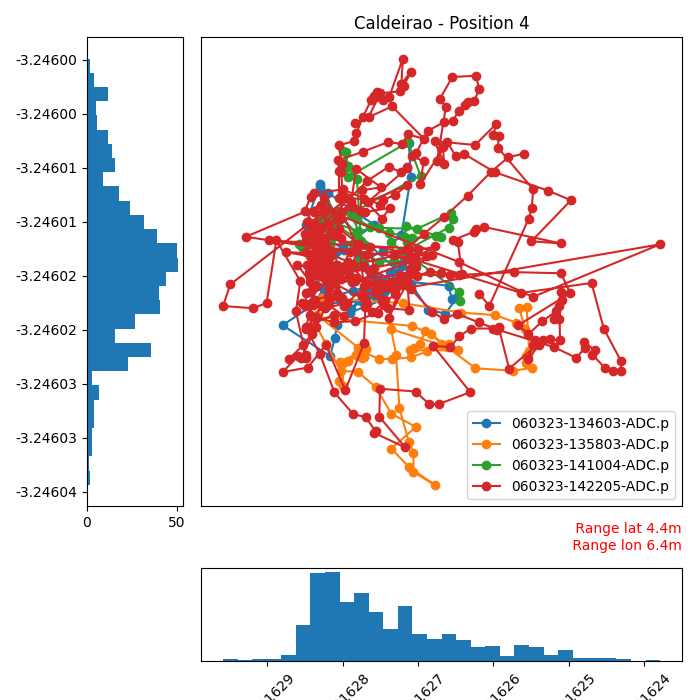 Caldeirao - Position 4
-3.24600
-3.24600
-3.24601
-3.24601
-3.24602
-3.24602
-3.24603
-3.24603
-3.24604
0
50
060323-134603-ADC.p
060323-135803-ADC.p
060323-141004-ADC.p
060323-142205-ADC.p
Range lat 4.4m
Range lon 6.4m
1629
1628
1627
1626
1625
1624